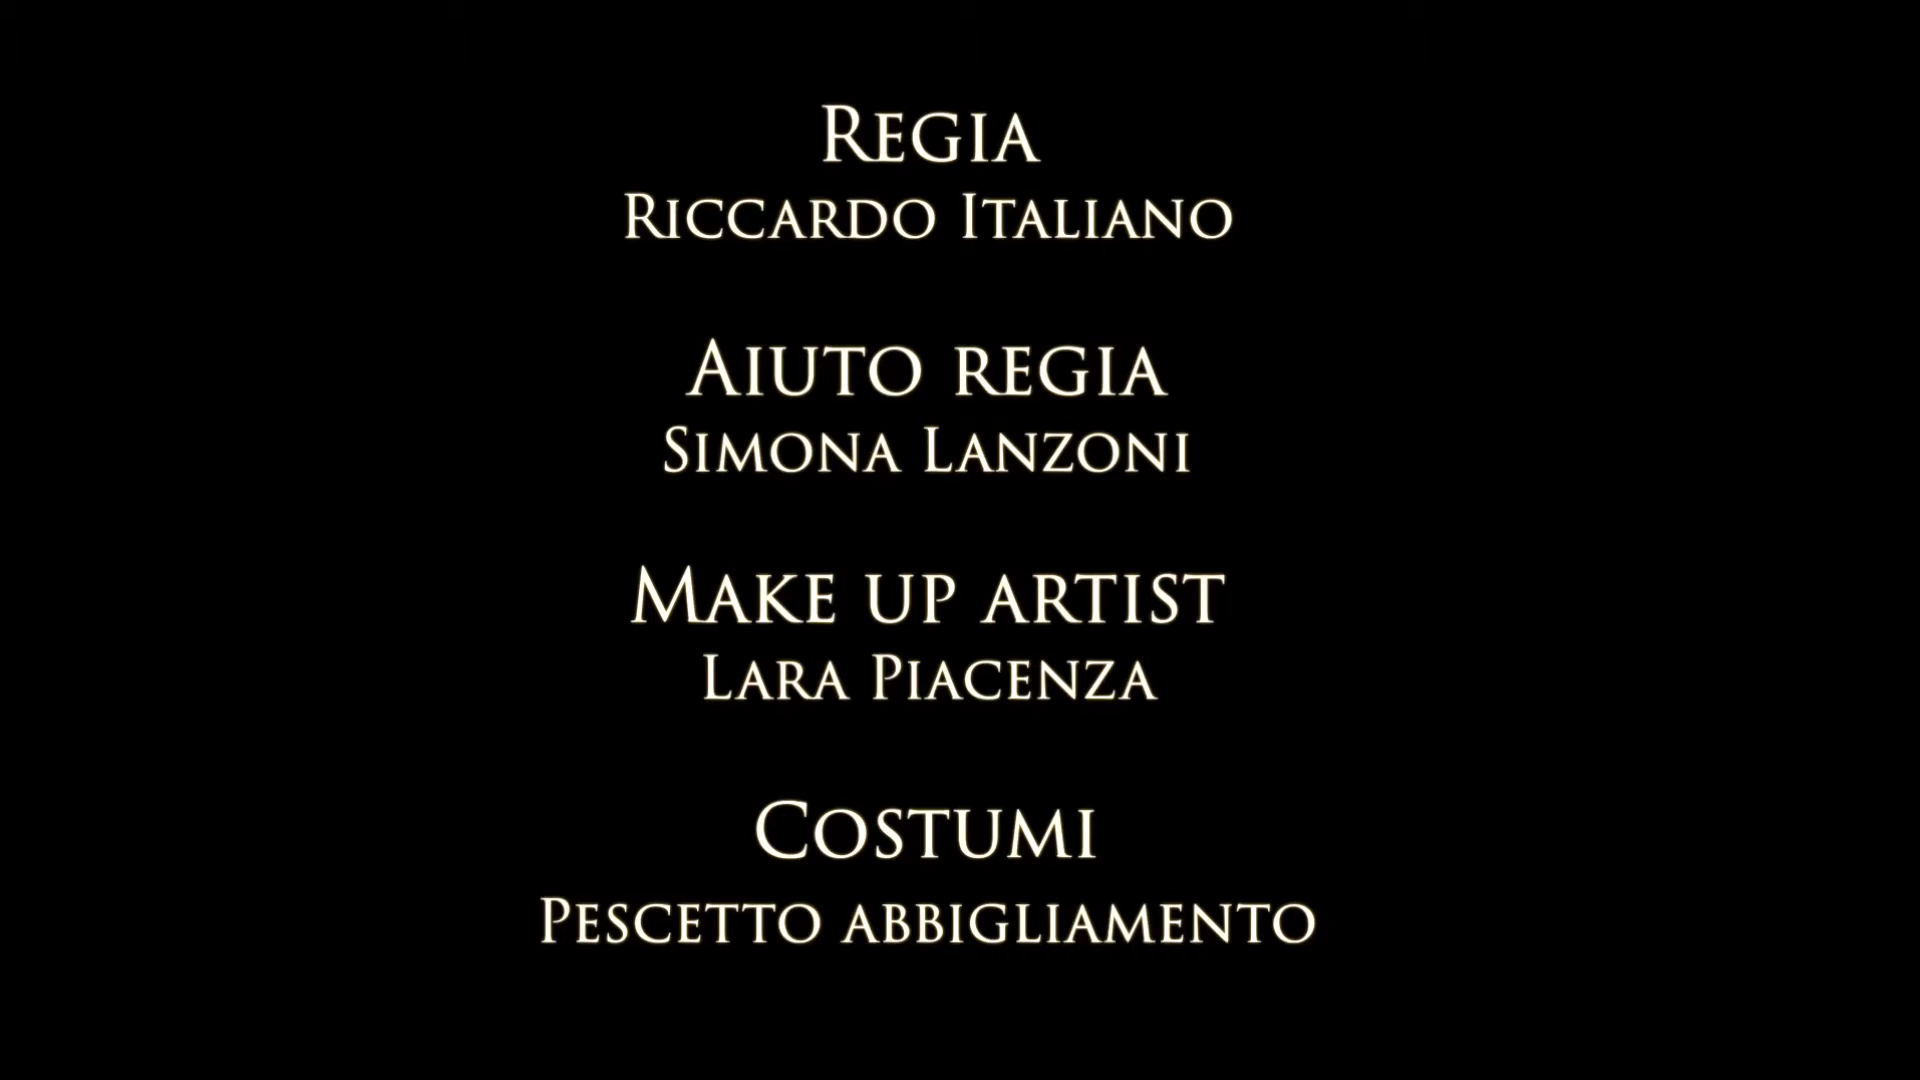 Regia
Riccardo Italiano
Aiuto regia
Simona Lanzoni
Make up artist
Lara Piacenza
Costumi
Pescetto abbigliamento